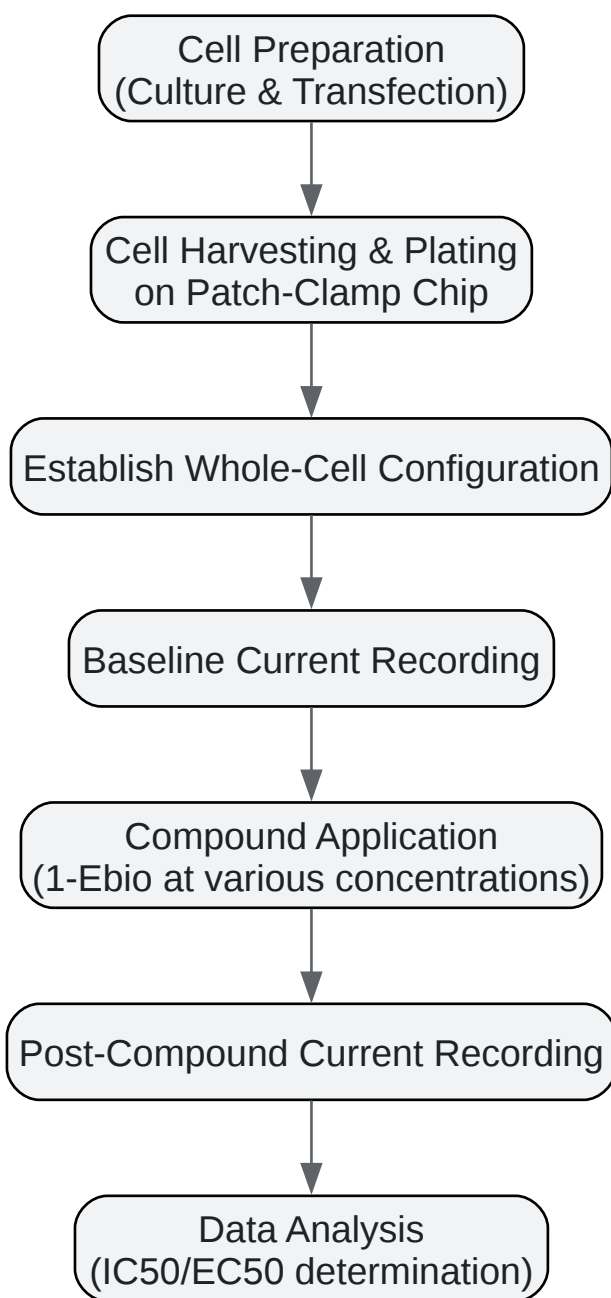 Cell Preparation
(Culture & Transfection)
Cell Harvesting & Plating
on Patch-Clamp Chip
Establish Whole-Cell Configuration
Baseline Current Recording
Compound Application
(1-Ebio at various concentrations)
Post-Compound Current Recording
Data Analysis
(IC50/EC50 determination)